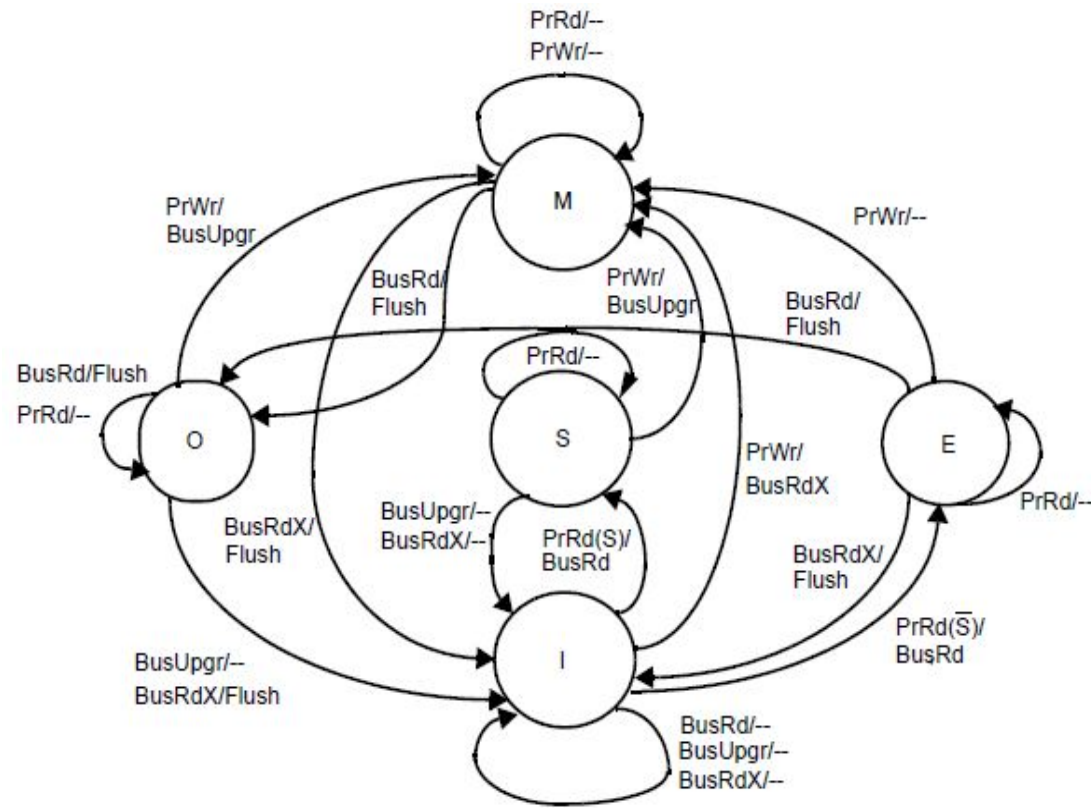 PrRd/--
PrWr/--
M
PrWr/
BusUpgr
PrWr/--
BusRd/
Flush
PrWr/
BusUpgr
BusRd/
Flush
PrRd/--
BusRd/Flush
PrRd/--
O
S
E
PrWr/
BusRdX
PrRd/--
BusUpgr/--
BusRdX/--
PrRd(S)/
BusRd
BusRdX/
Flush
BusRdX/
Flush
PrRd(S̅)/
BusRd
I
BusUpgr/--
BusRdX/Flush
BusRd/--
BusUpgr/--
BusRdX/--